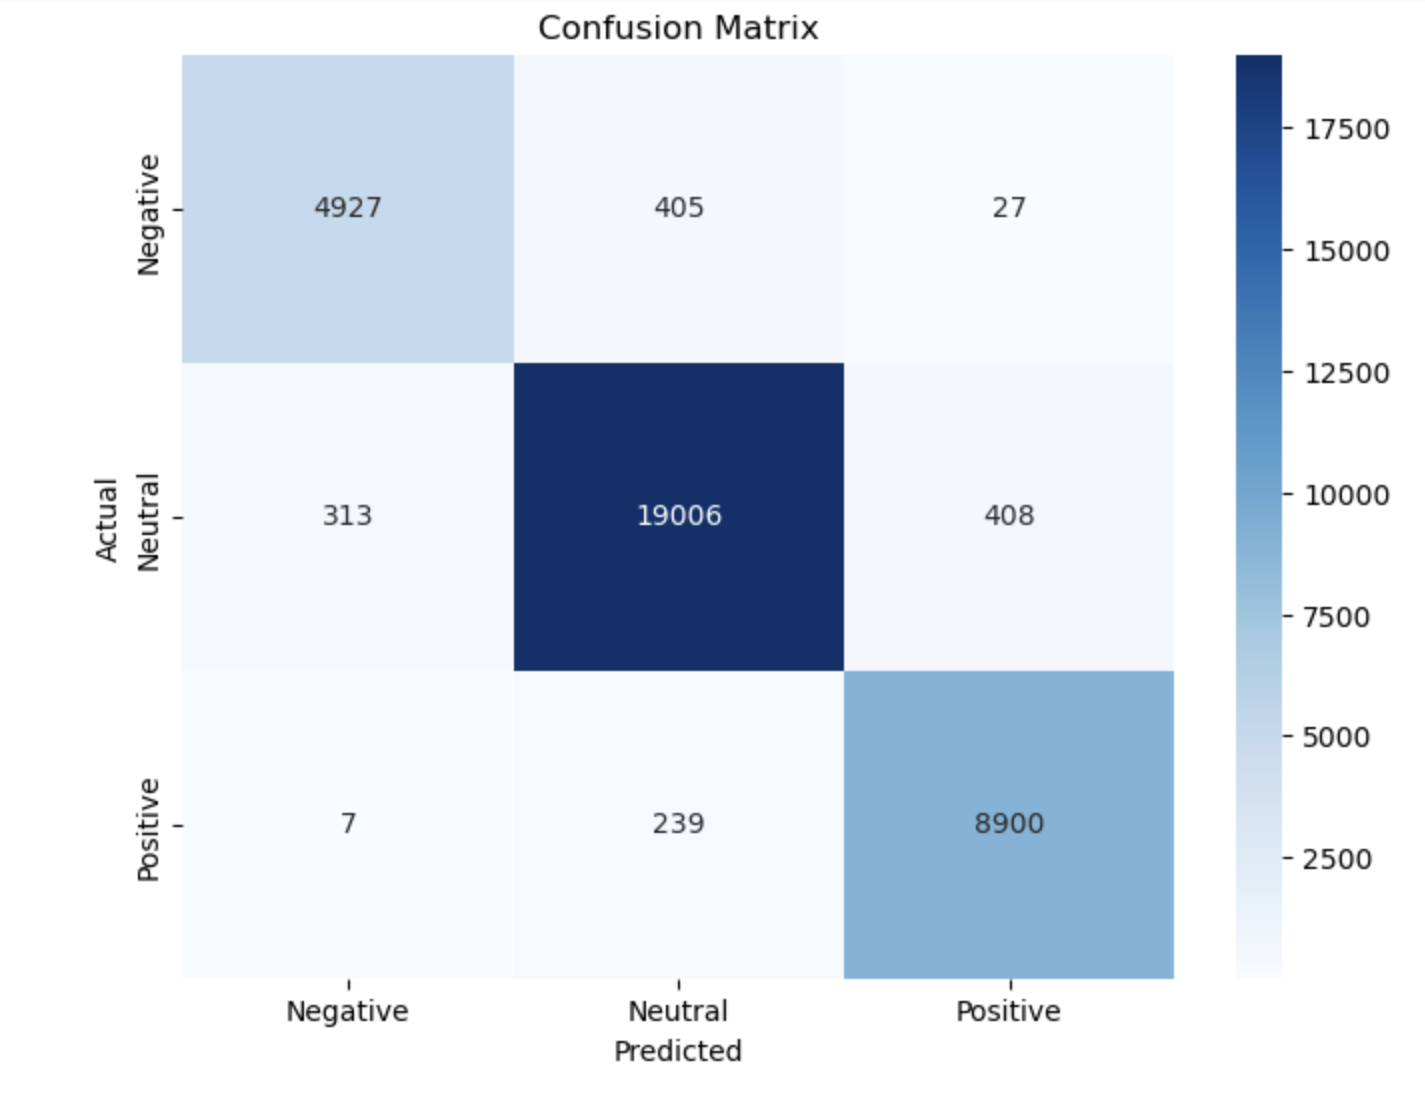 Confusion Matrix
Negative
4927 405 27
Actual
Neutral
313 19006 408
Positive
7 239 8900
Negative Neutral Positive
Predicted
17500
15000
12500
10000
7500
5000
2500